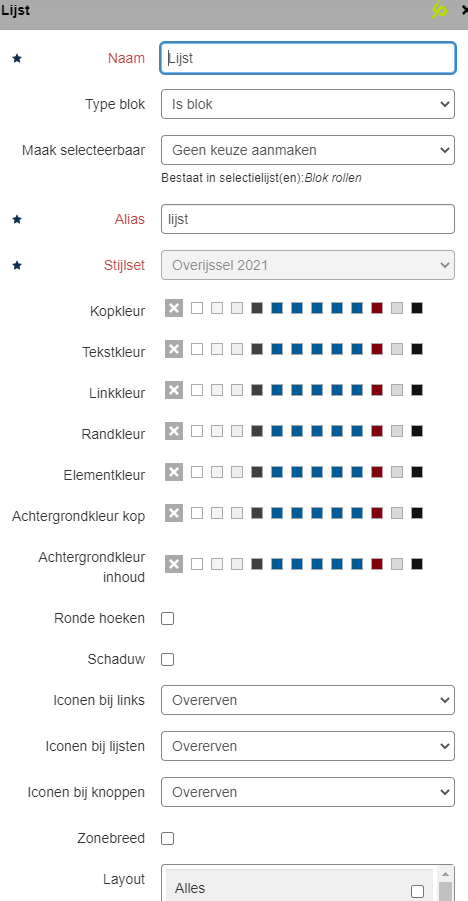 Lijst
Naam Lijst
Type blok Is blok
Maak selecteerbaar Geen keuze aanmaken
Bestaat in selectielijst(en):Blok rollen
Alias lijst
Stijlset Overijssel 2021
Kopkleur
Tekstkleur
Linkkleur
Randkleur
Elementkleur
Achtergrondkleur kop
Achtergrondkleur
inhoud
Ronde hoeken
Schaduw
Iconen bij links Overerven
Iconen bij lijsten Overerven
Iconen bij knoppen Overerven
Zonebreed
Layout Alles